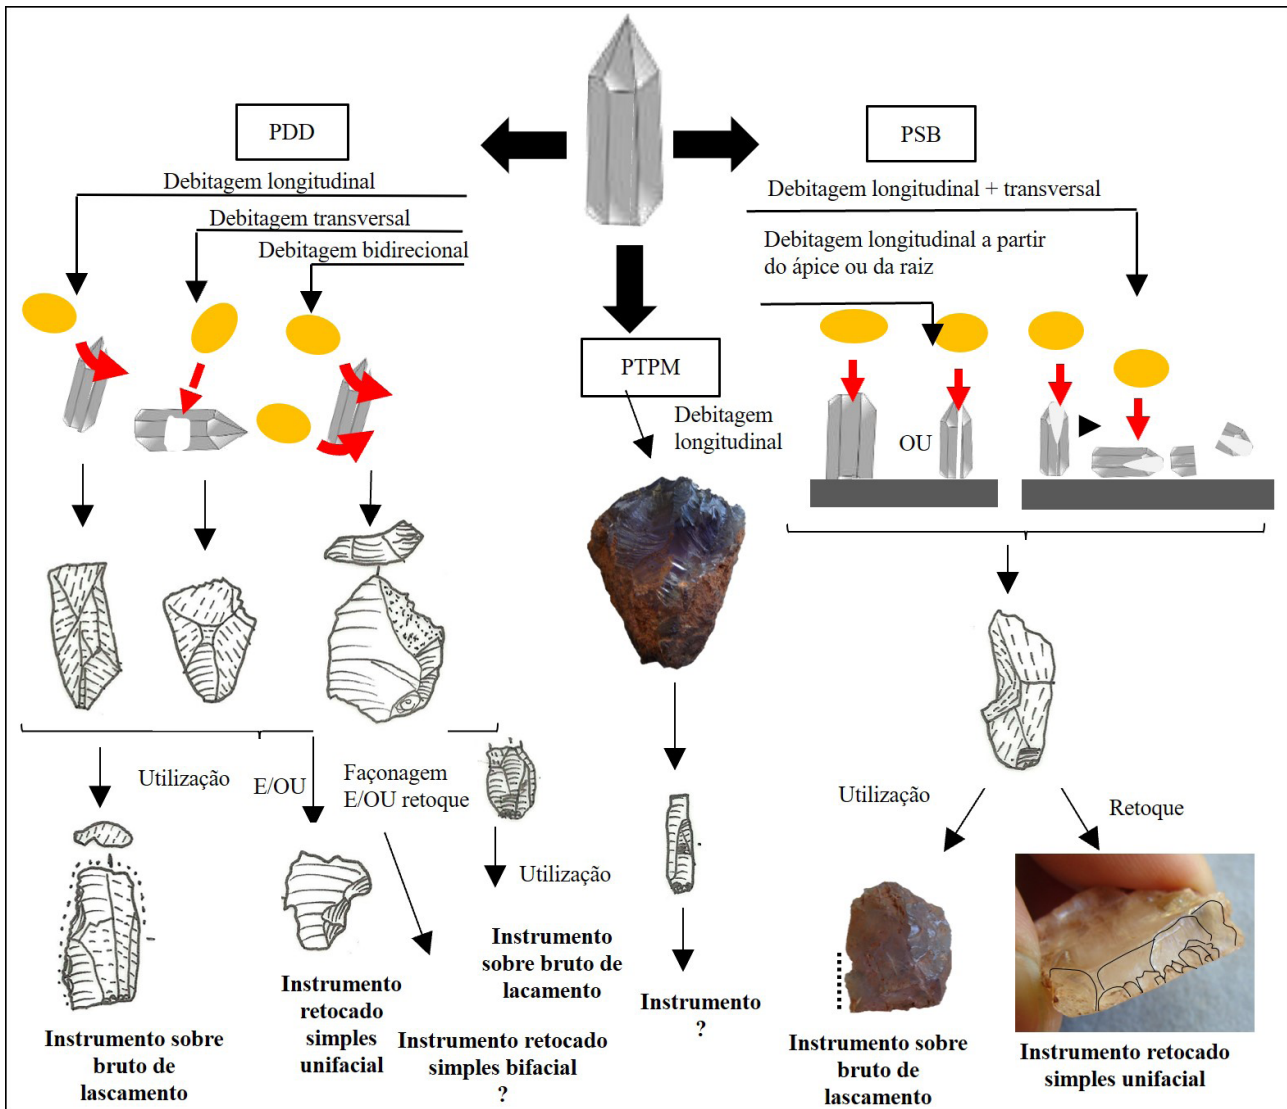 PDD
PSB
Debitagem longitudinal
Debitagem transversal
Debitagem bidirecional
Debitagem longitudinal + transversal
Debitagem longitudinal a partir
do ápice ou da raiz
PTPM
Debitagem
longitudinal
OU
Utilização
E/OU
Façonagem
E/OU retoque
Utilização
Utilização
Retoque
Instrumento sobre
bruto de
lascamento
Instrumento
retocado
simples
unifacial
Instrumento retocado
simples bifacial
?
Instrumento
sobre bruto de
lacamento
Instrumento
?
Instrumento sobre
bruto de
lascamento
Instrumento retocado
simples unifacial